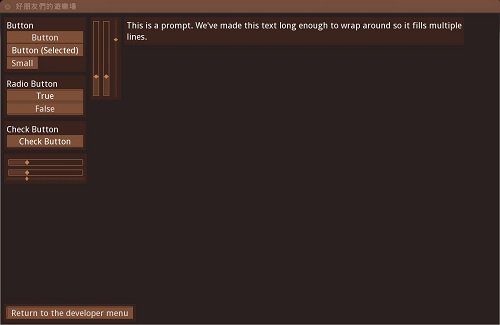 好朋友們的遊樂場
Button
Button
Button (Selected)
Small
Radio Button
True
False
Check Button
Check Button
This is a prompt. We've made this text long enough to wrap around so it fills multiple
lines.
Return to the developer menu